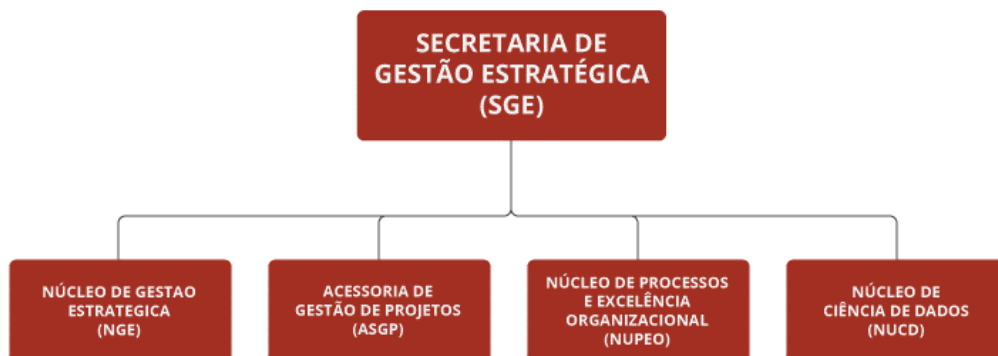 SECRETARIA DE
GESTÃO ESTRATÉGICA
(SGE)
NÚCLEO DE GESTAO
ESTRATEGICA
(NGE)
ACESSORIA DE
GESTÃO DE PROJETOS
(ASGP)
NÚCLEO DE PROCESSOS
E EXCELÊNCIA
ORGANIZACIONAL
(NUPEO)
NÚCLEO DE
CIÊNCIA DE DADOS
(NUCD)